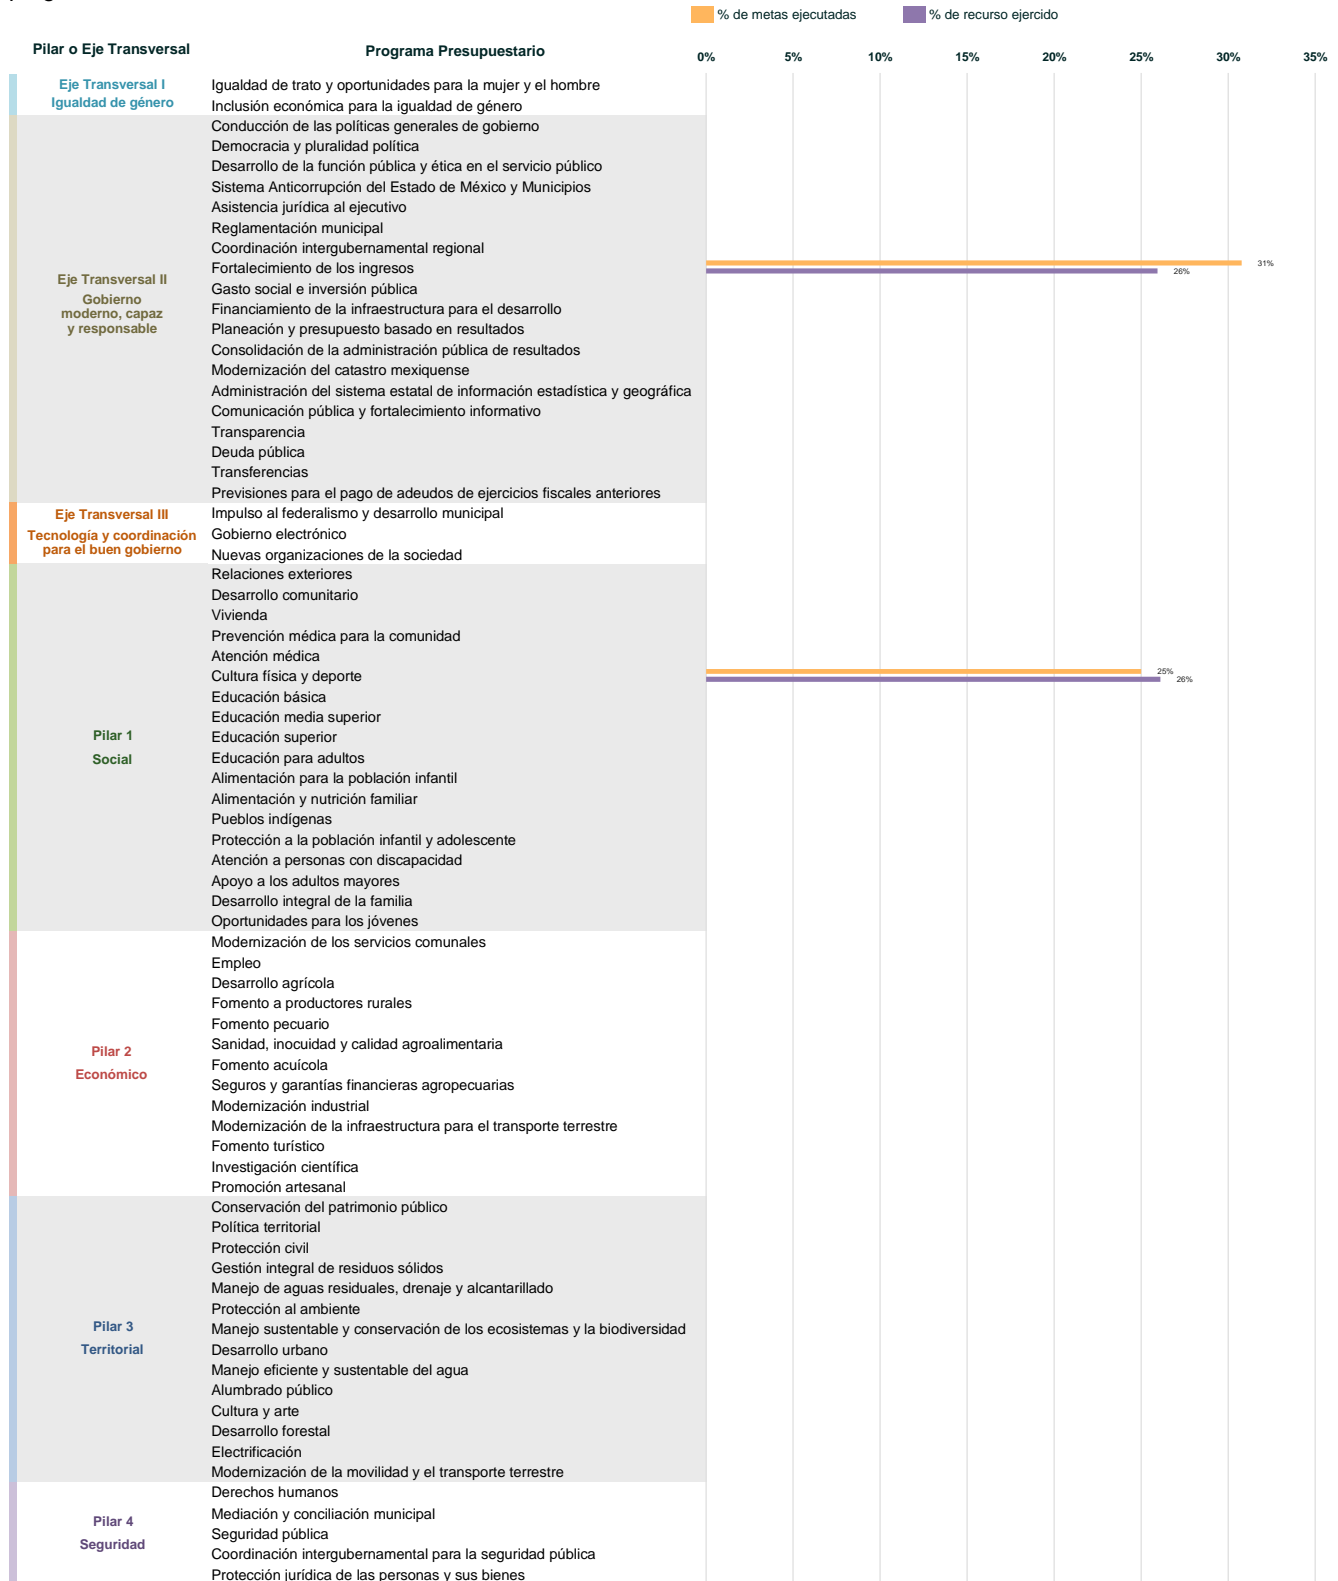 % de metas ejecutadas
% de recurso ejercido
Pilar o Eje Transversal
Programa Presupuestario
0%
5%
10%
15%
20%
25%
30%
35%
Eje Transversal I
Igualdad de género
Igualdad de trato y oportunidades para la mujer y el hombre
Inclusión económica para la igualdad de género
Eje Transversal II
Gobierno
moderno, capaz
y responsable
Conducción de las políticas generales de gobierno
Democracia y pluralidad política
Desarrollo de la función pública y ética en el servicio público
Sistema Anticorrupción del Estado de México y Municipios
Asistencia jurídica al ejecutivo
Reglamentación municipal
Coordinación intergubernamental regional
Fortalecimiento de los ingresos
31%
26%
Gasto social e inversión pública
Financiamiento de la infraestructura para el desarrollo
Planeación y presupuesto basado en resultados
Consolidación de la administración pública de resultados
Modernización del catastro mexiquense
Administración del sistema estatal de información estadística y geográfica
Comunicación pública y fortalecimiento informativo
Transparencia
Deuda pública
Transferencias
Previsiones para el pago de adeudos de ejercicios fiscales anteriores
Eje Transversal III
Tecnología y coordinación
para el buen gobierno
Impulso al federalismo y desarrollo municipal
Gobierno electrónico
Nuevas organizaciones de la sociedad
Pilar 1
Social
Relaciones exteriores
Desarrollo comunitario
Vivienda
Prevención médica para la comunidad
Atención médica
Cultura física y deporte
25%
26%
Educación básica
Educación media superior
Educación superior
Educación para adultos
Alimentación para la población infantil
Alimentación y nutrición familiar
Pueblos indígenas
Protección a la población infantil y adolescente
Atención a personas con discapacidad
Apoyo a los adultos mayores
Desarrollo integral de la familia
Oportunidades para los jóvenes
Pilar 2
Económico
Modernización de los servicios comunales
Empleo
Desarrollo agrícola
Fomento a productores rurales
Fomento pecuario
Sanidad, inocuidad y calidad agroalimentaria
Fomento acuícola
Seguros y garantías financieras agropecuarias
Modernización industrial
Modernización de la infraestructura para el transporte terrestre
Fomento turístico
Investigación científica
Promoción artesanal
Pilar 3
Territorial
Conservación del patrimonio público
Política territorial
Protección civil
Gestión integral de residuos sólidos
Manejo de aguas residuales, drenaje y alcantarillado
Protección al ambiente
Manejo sustentable y conservación de los ecosistemas y la biodiversidad
Desarrollo urbano
Manejo eficiente y sustentable del agua
Alumbrado público
Cultura y arte
Desarrollo forestal
Electrificación
Modernización de la movilidad y el transporte terrestre
Pilar 4
Seguridad
Derechos humanos
Mediación y conciliación municipal
Seguridad pública
Coordinación intergubernamental para la seguridad pública
Protección jurídica de las personas y sus bienes